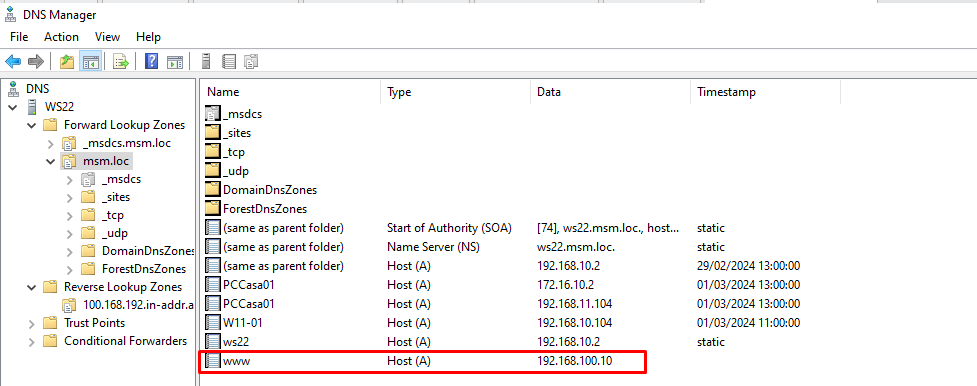 DNS Manager
File Action View Help
DNS
WS22
Forward Lookup Zones
_msdcs.msm.loc
msm.loc
_msdcs
_sites
_tcp
_udp
DomainDnsZones
ForestDnsZones
Reverse Lookup Zones
100.168.192.in-addr.a
Trust Points
Conditional Forwarders
Name Type Data Timestamp
_msdcs
_sites
_tcp
_udp
DomainDnsZones
ForestDnsZones
(same as parent folder) Start of Authority (SOA) [74], ws22.msm.loc., host... static
(same as parent folder) Name Server (NS) ws22.msm.loc. static
(same as parent folder) Host (A) 192.168.10.2 29/02/2024 13:00:00
PCCasa01 Host (A) 172.16.10.2 01/03/2024 13:00:00
PCCasa01 Host (A) 192.168.11.104 01/03/2024 13:00:00
W11-01 Host (A) 192.168.10.104 01/03/2024 11:00:00
ws22 Host (A) 192.168.10.2 static
www Host (A) 192.168.100.10